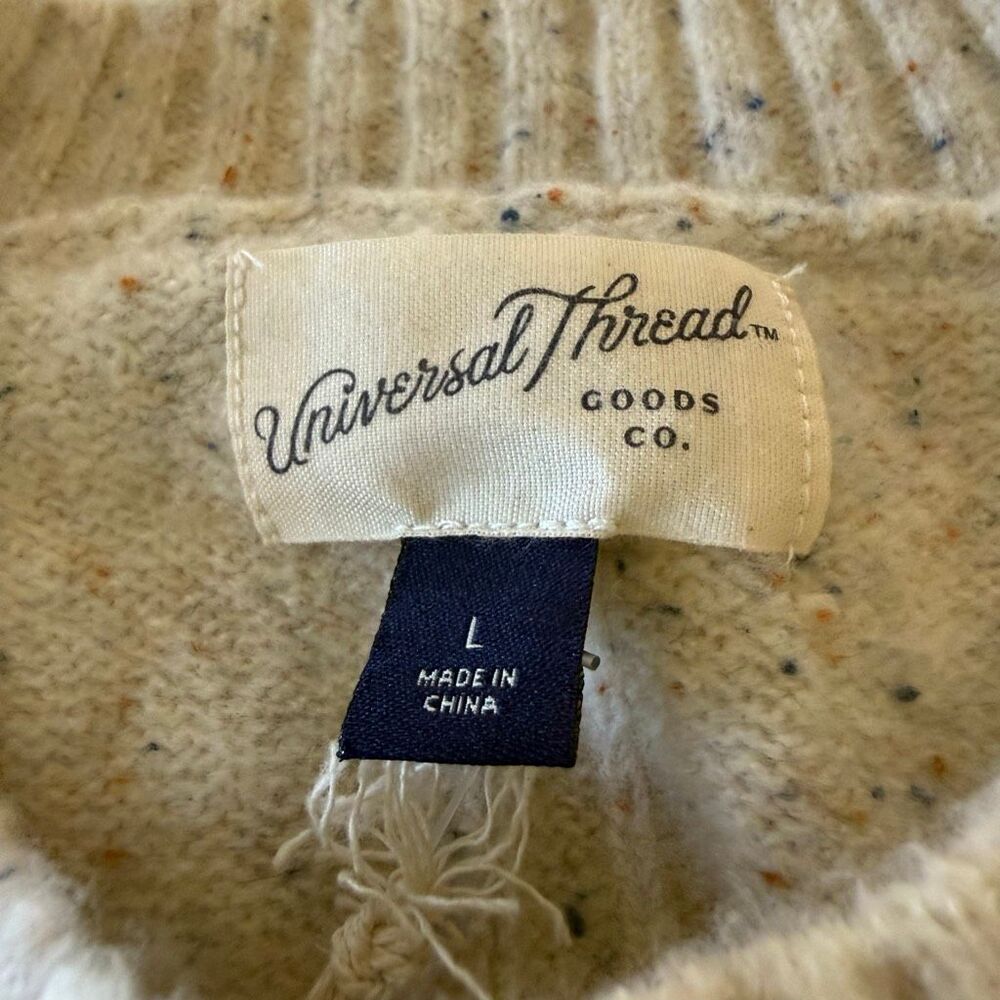 Universal Thread™
GOODS
CO.
L
MADE IN
CHINA